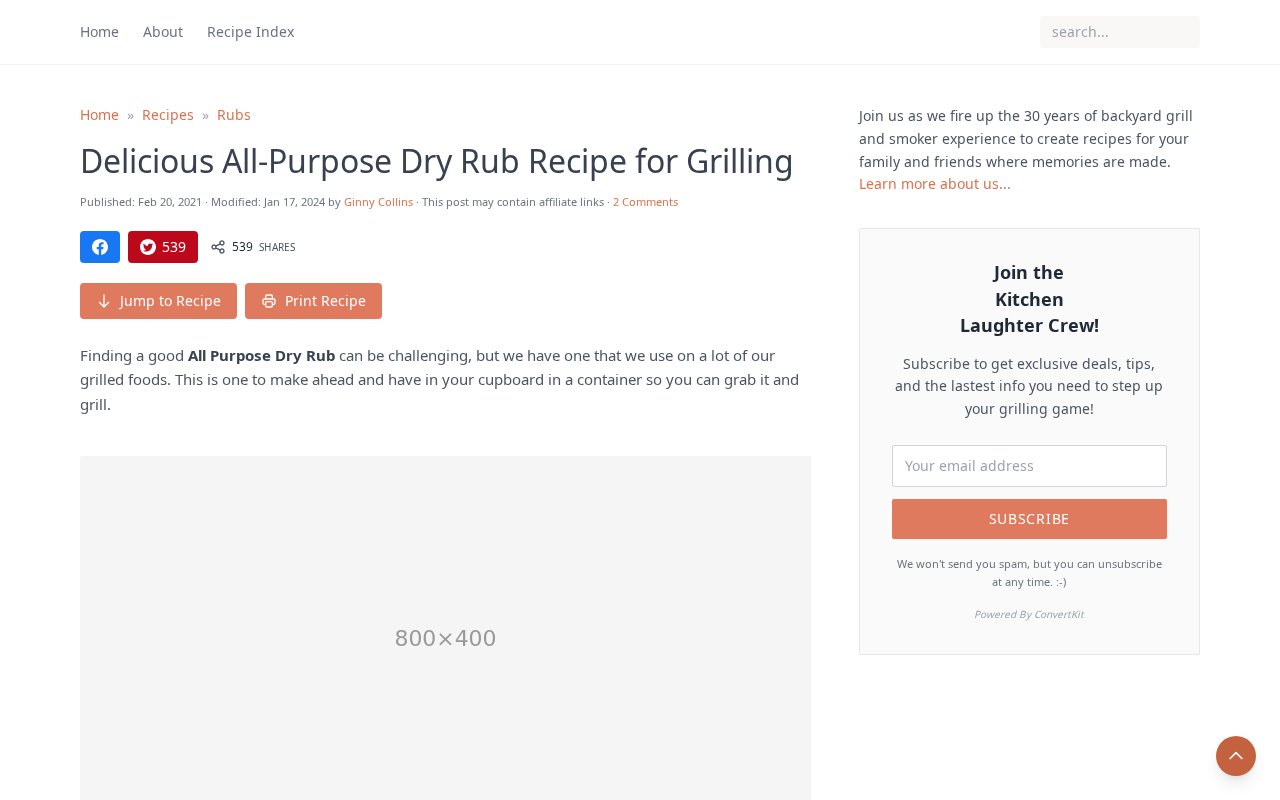 Home About Recipe Index search...
Home » Recipes » Rubs
Delicious All-Purpose Dry Rub Recipe for Grilling
Published: Feb 20, 2021 · Modified: Jan 17, 2024 by Ginny Collins · This post may contain affiliate links · 2 Comments
539 539 SHARES
Jump to Recipe Print Recipe
Finding a good All Purpose Dry Rub can be challenging, but we have one that we use on a lot of our
grilled foods. This is one to make ahead and have in your cupboard in a container so you can grab it and
grill.
800×400
Join us as we fire up the 30 years of backyard grill
and smoker experience to create recipes for your
family and friends where memories are made.
Learn more about us...
Join the
Kitchen
Laughter Crew!
Subscribe to get exclusive deals, tips,
and the lastest info you need to step up
your grilling game!
Your email address
SUBSCRIBE
We won't send you spam, but you can unsubscribe
at any time. :-)
Powered By ConvertKit